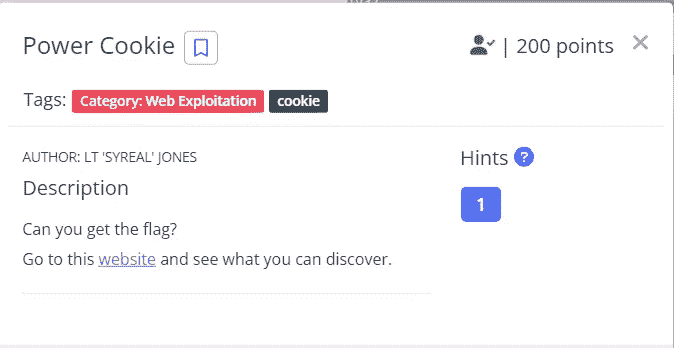 Power Cookie
| 200 points ×
Tags: Category: Web Exploitation cookie
AUTHOR: LT 'SYREAL' JONES
Hints ?
Description
1
Can you get the flag?
Go to this website and see what you can discover.